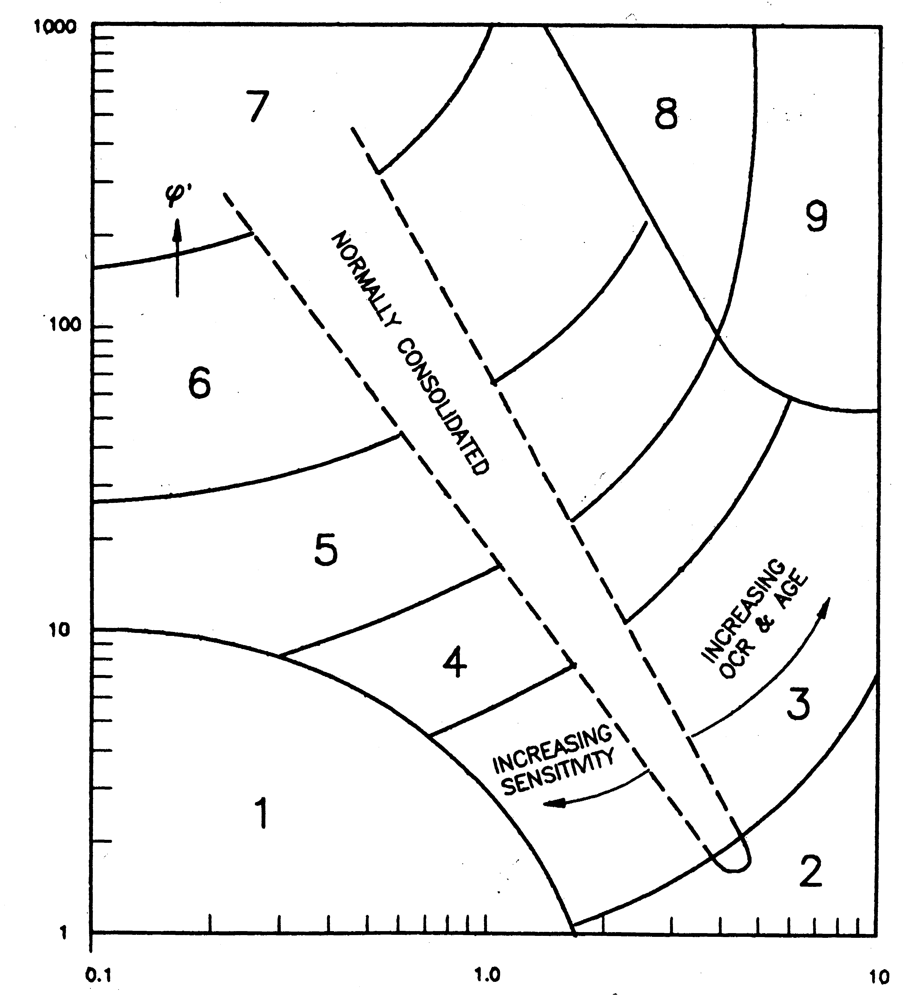 1000
7
8
φ'
9
NORMALLY CONSOLIDATED
100
6
5
INCREASING
OCR & AGE
10
4
3
INCREASING
SENSITIVITY
1
2
1
0.1
1.0
10